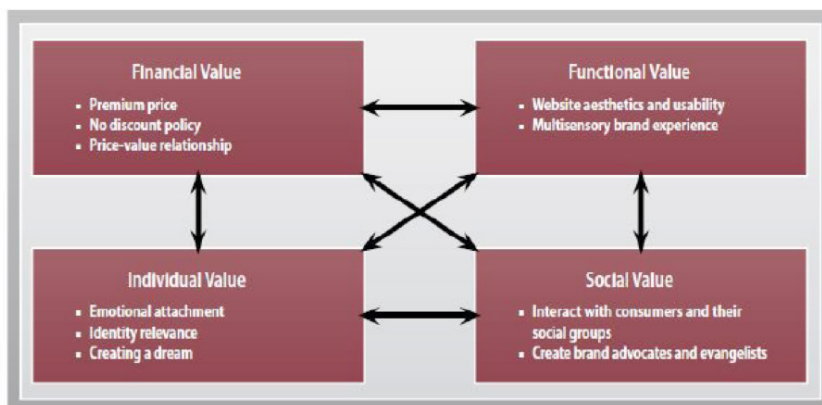 Financial Value
▪ Premium price
▪ No discount policy
▪ Price-value relationship
Functional Value
▪ Website aesthetics and usability
▪ Multisensory brand experience
Individual Value
▪ Emotional attachment
▪ Identity relevance
▪ Creating a dream
Social Value
▪ Interact with consumers and their
social groups
▪ Create brand advocates and evangelists